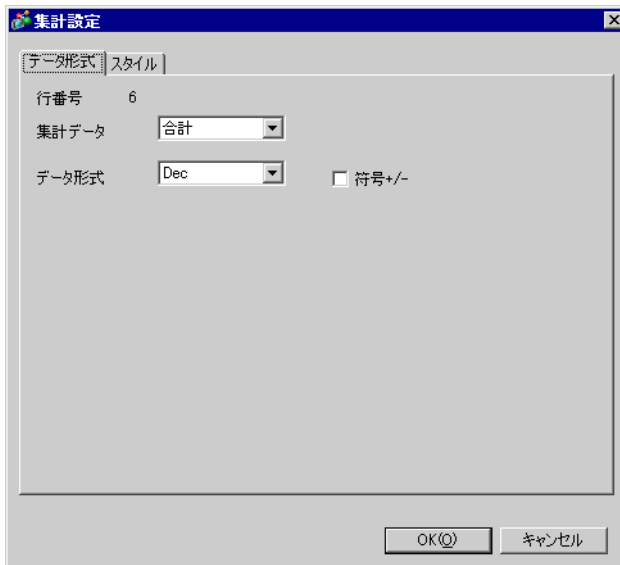 集計設定
データ形式 スタイル
行番号 6
集計データ 合計
データ形式 Dec 符号+/-
OK(O) キャンセル